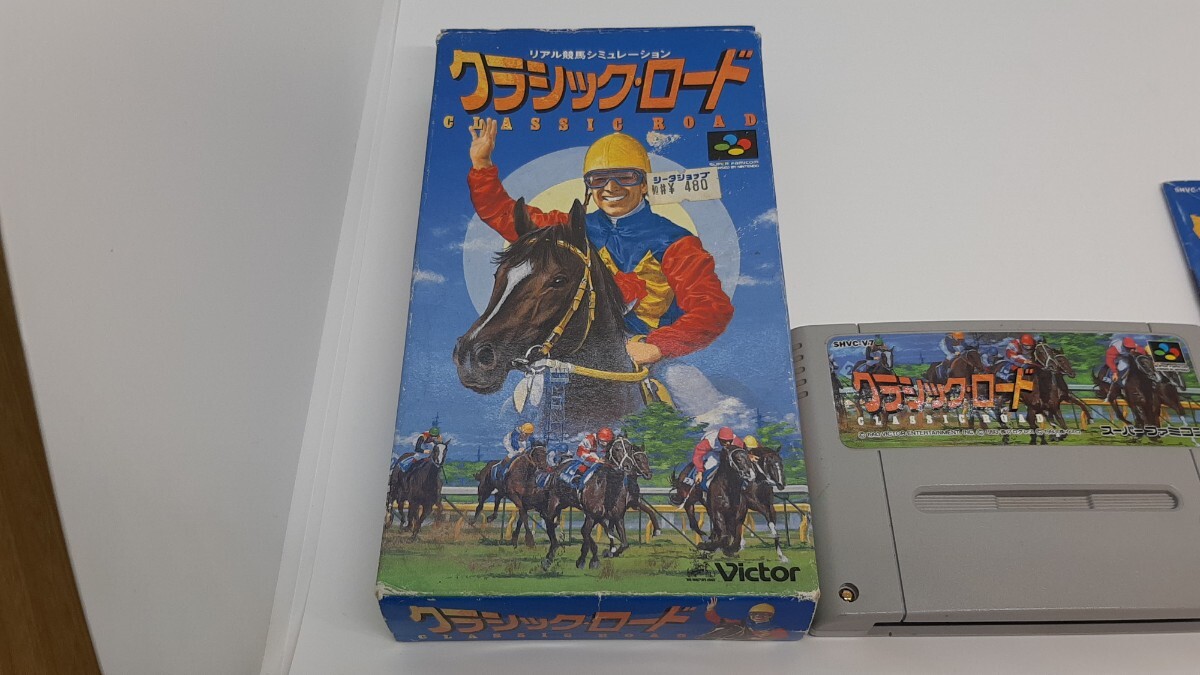 リアル競馬シミュレーション
クラシック・ロード
CLASSIC ROAD
SUPER FAMICOM
シータショップ
¥ 480
Victor
クラシック・ロード
CLASSIC ROAD
SHVC-V7
クラシック・ロード
CLASSIC ROAD
スーパーファミコン
SHVC-